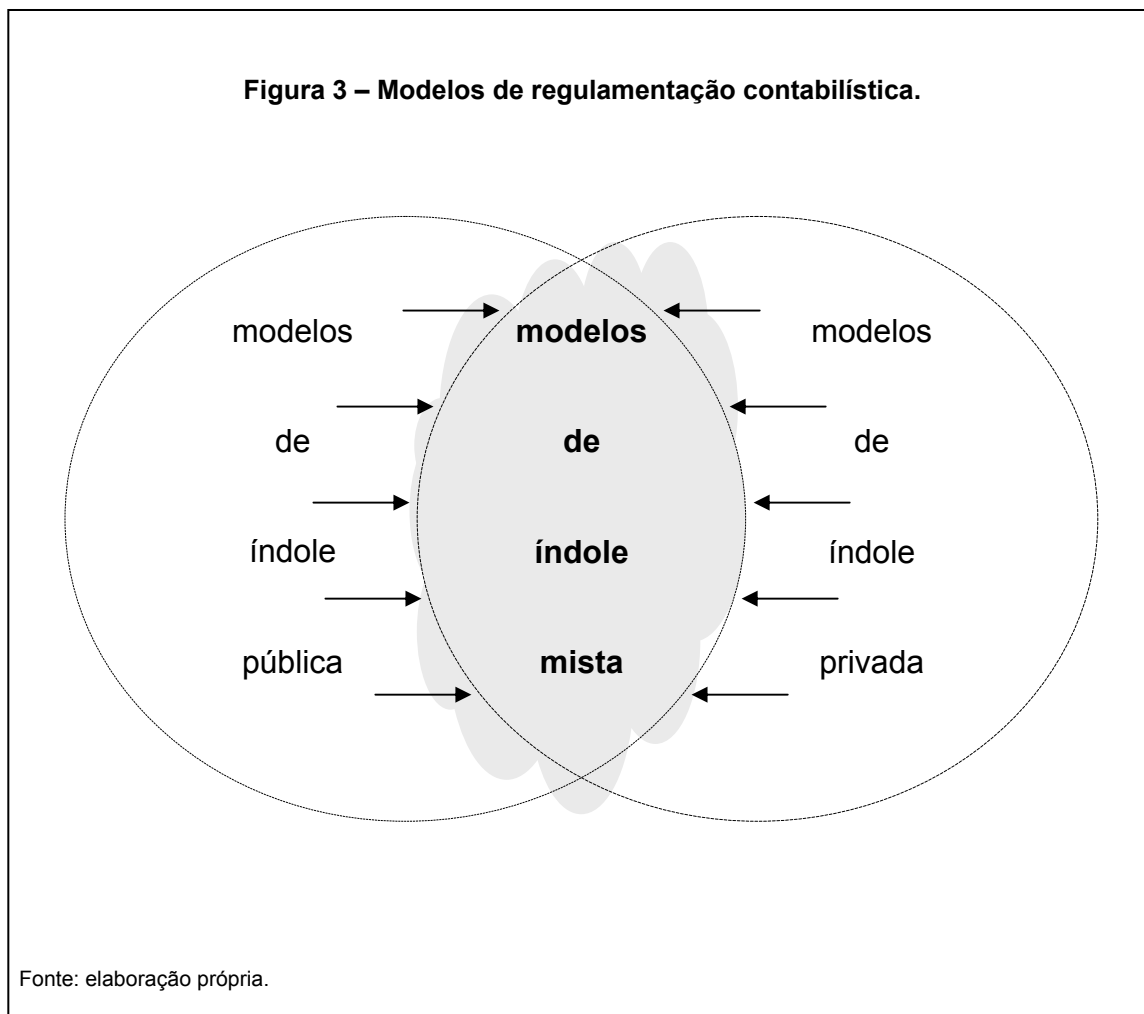 Figura 3 – Modelos de regulamentação contabilística.
modelos modelos modelos
de de de
índole índole índole
pública mista privada
Fonte: elaboração própria.